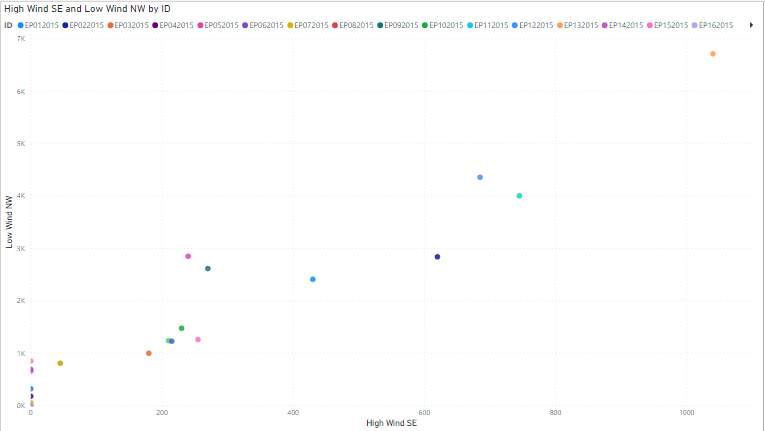 High Wind SE and Low Wind NW by ID
ID EP012015 EP022015 EP032015 EP042015 EP052015 EP062015 EP072015 EP082015 EP092015 EP102015 EP112015 EP122015 EP132015 EP142015 EP152015 EP162015
7K
6K
5K
4K
Low Wind NW
3K
2K
1K
0K
0 200 400 600 800 1000
High Wind SE